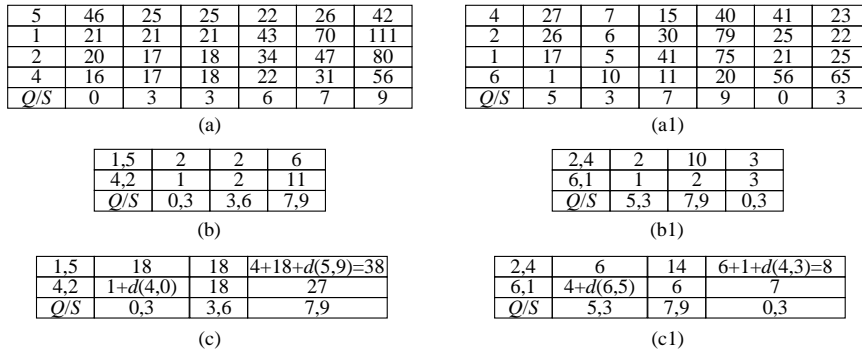 5 46 25 25 22 26 42
1 21 21 21 43 70 111
2 20 17 18 34 47 80
4 16 17 18 22 31 56
Q/S 0 3 3 6 7 9
(a)
4 27 7 15 40 41 23
2 26 6 30 79 25 22
1 17 5 41 75 21 25
6 1 10 11 20 56 65
Q/S 5 3 7 9 0 3
(a1)
1,5 2 2 6
4,2 1 2 11
Q/S 0,3 3,6 7,9
(b)
2,4 2 10 3
6,1 1 2 3
Q/S 5,3 7,9 0,3
(b1)
1,5 18 18 4+18+d(5,9)=38
4,2 1+d(4,0) 18 27
Q/S 0,3 3,6 7,9
(c)
2,4 6 14 6+1+d(4,3)=8
6,1 4+d(6,5) 6 7
Q/S 5,3 7,9 0,3
(c1)